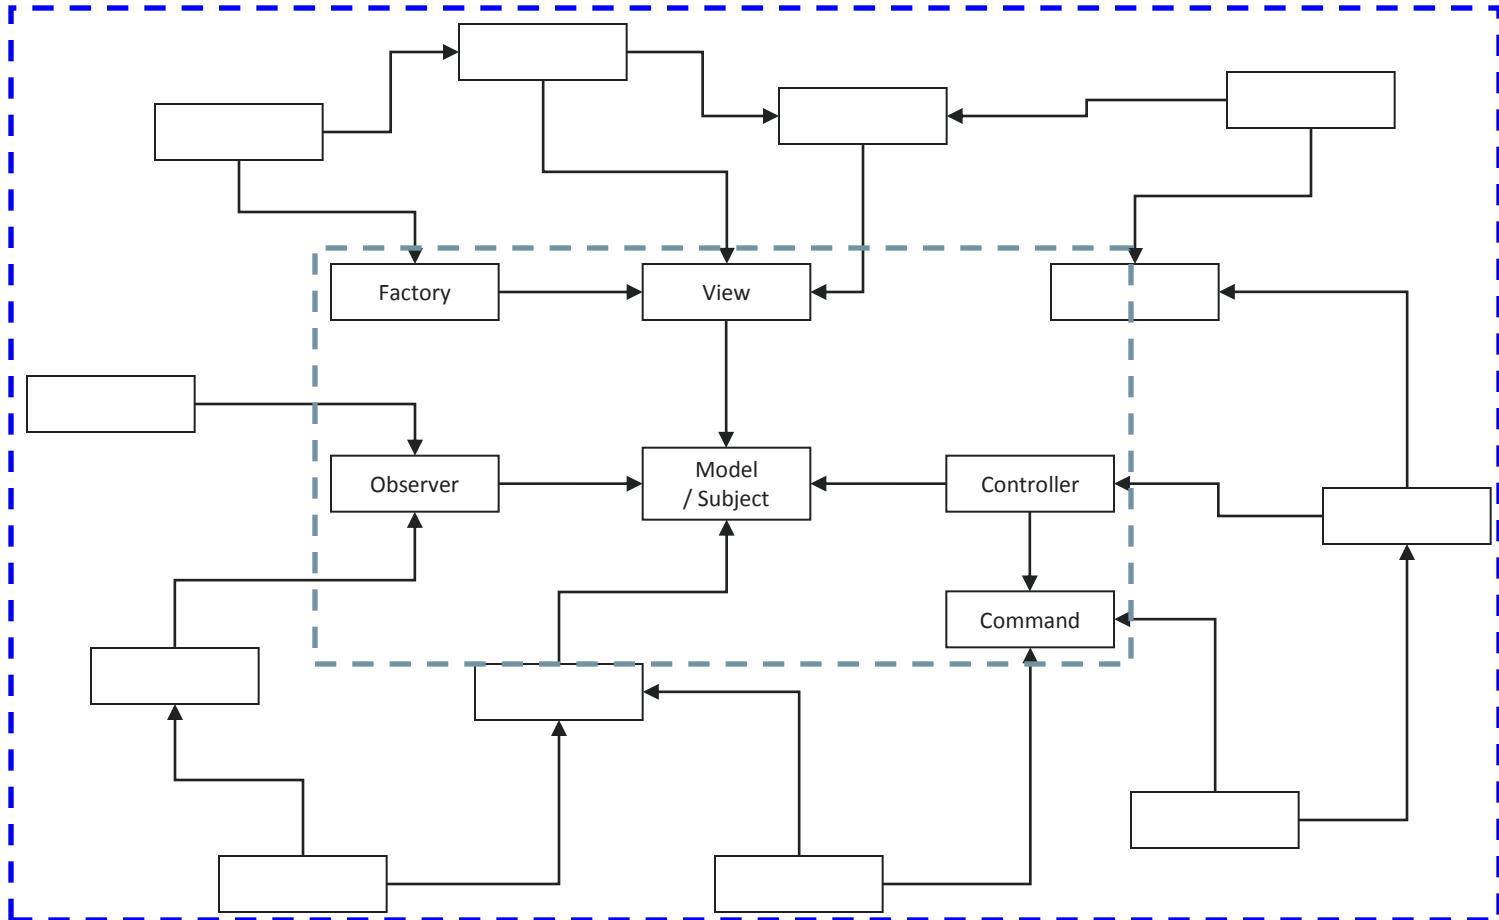 Factory
View
Observer
Model
/ Subject
Controller
Command